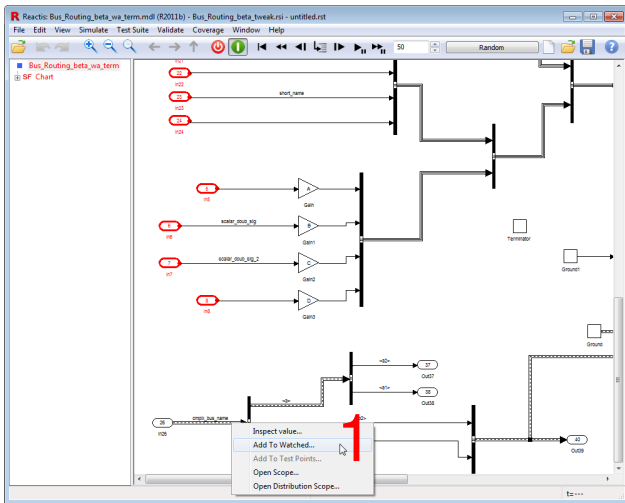 Reactis: Bus_Routing_beta_wa_term.mdl (R2011b) - Bus_Routing_beta_tweak.rsi - untitled.rst
File Edit View Simulate Test Suite Validate Coverage Window Help
50
Random
Bus_Routing_beta_wa_term
SF Chart
In21
22
In22
23
short_name
In23
24
In24
5
A
In5
Gain
6
scalar_doub_sig
B
In6
Gain1
Terminator
7
scalar_doub_sig_2
C
In7
Gain2
Ground1
8
D
In8
Gain3
Ground
<a0>
37
Out37
<a1>
38
Out38
26
cmplx_bus_name
In26
1
40
Out39
Inspect value...
Add To Watched...
Add To Test Points...
Open Scope...
Open Distribution Scope...
t=---